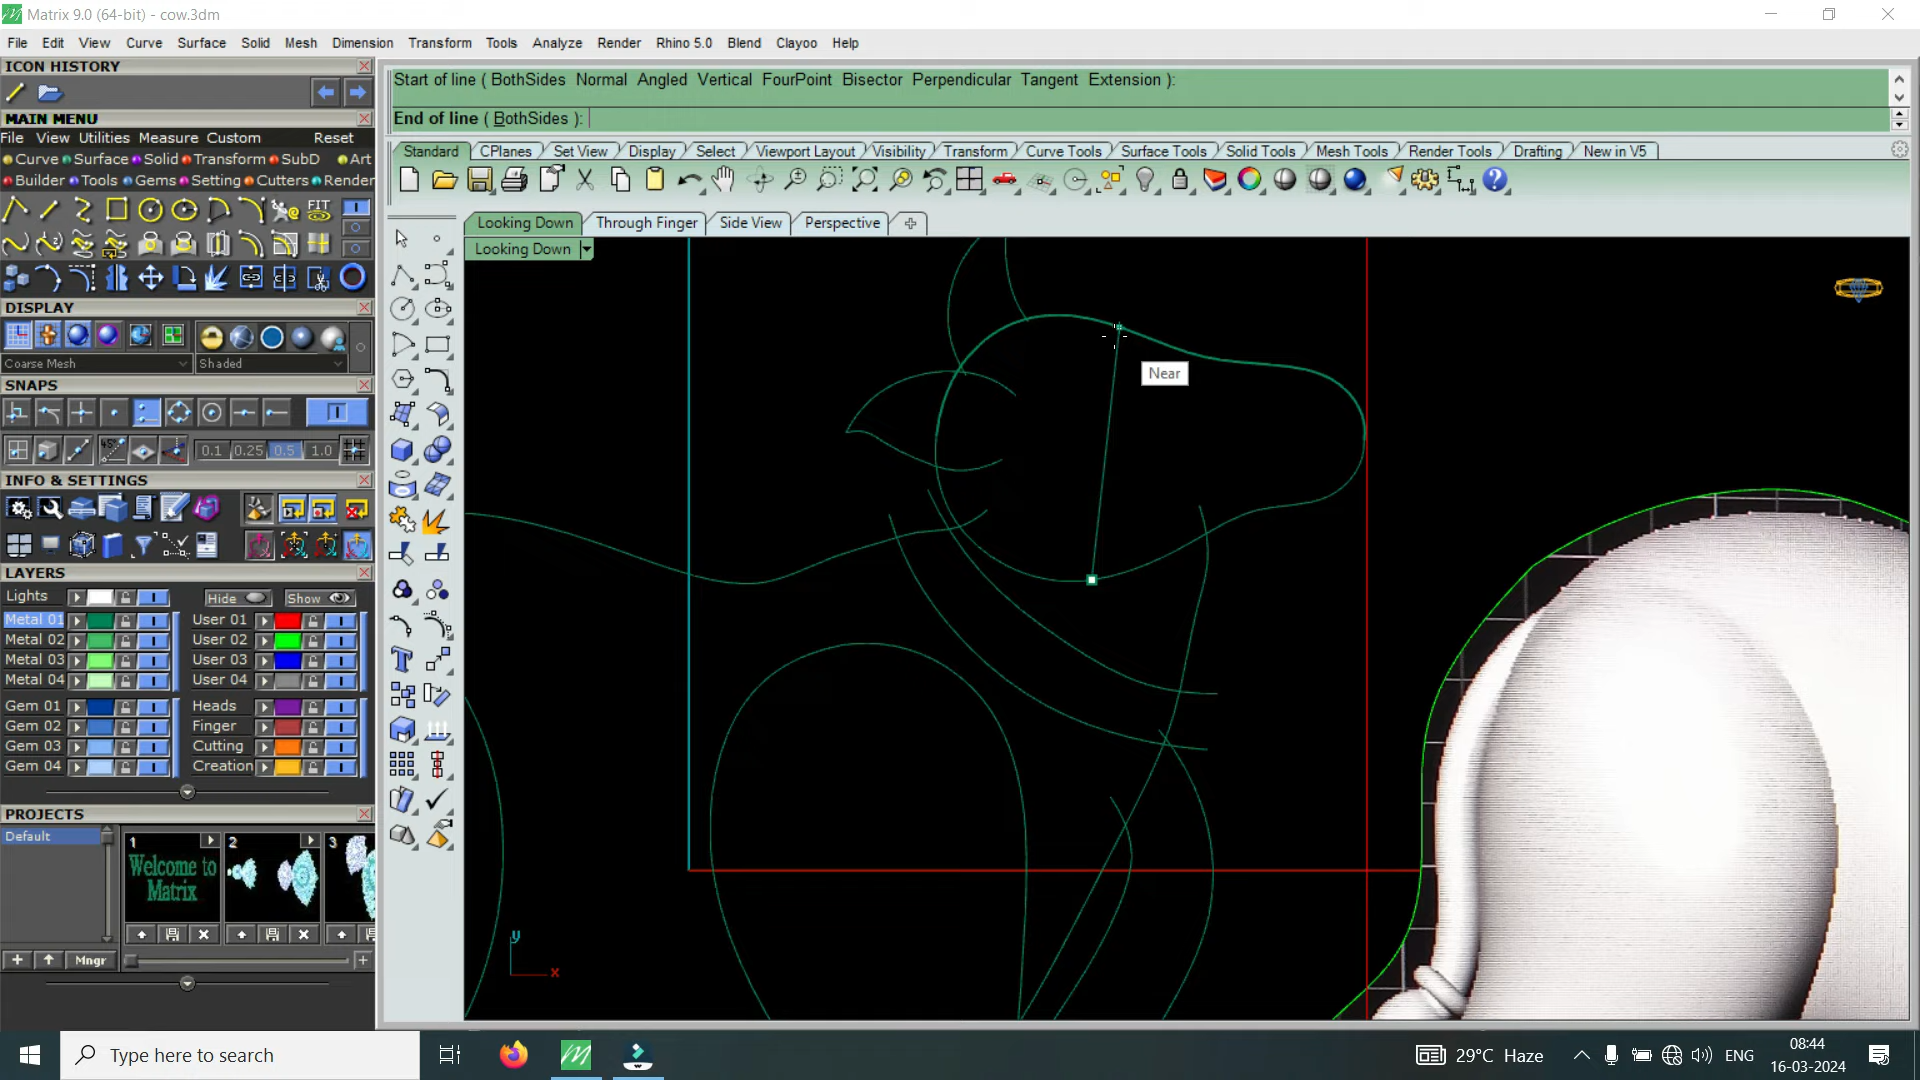 Matrix 9.0 (64-bit) - cow.3dm
File Edit View Curve Surface Solid Mesh Dimension Transform Tools Analyze Render Rhino 5.0 Blend Clayoo Help
ICON HISTORY
Start of line ( BothSides Normal Angled Vertical FourPoint Bisector Perpendicular Tangent Extension ):
End of line ( BothSides ):
MAIN MENU
File View Utilities Measure Custom Reset
Curve Surface Solid Transform SubD Art
Builder Tools Gems Setting Cutters Render
Standard CPlanes Set View Display Select Viewport Layout Visibility Transform Curve Tools Surface Tools Solid Tools Mesh Tools Render Tools Drafting New in V5
FIT
Looking Down Through Finger Side View Perspective
Looking Down
DISPLAY
Coarse Mesh Shaded
Near
SNAPS
45°
0.1 0.25 0.5 1.0
INFO & SETTINGS
LAYERS
Lights Hide Show
Metal 01 User 01
Metal 02 User 02
Metal 03 User 03
Metal 04 User 04
Gem 01 Heads
Gem 02 Finger
Gem 03 Cutting
Gem 04 Creation
PROJECTS
Default
1 2 3
Welcome to
Matrix
Mngr
y
x
Type here to search
29°C Haze
ENG
08:44
16-03-2024